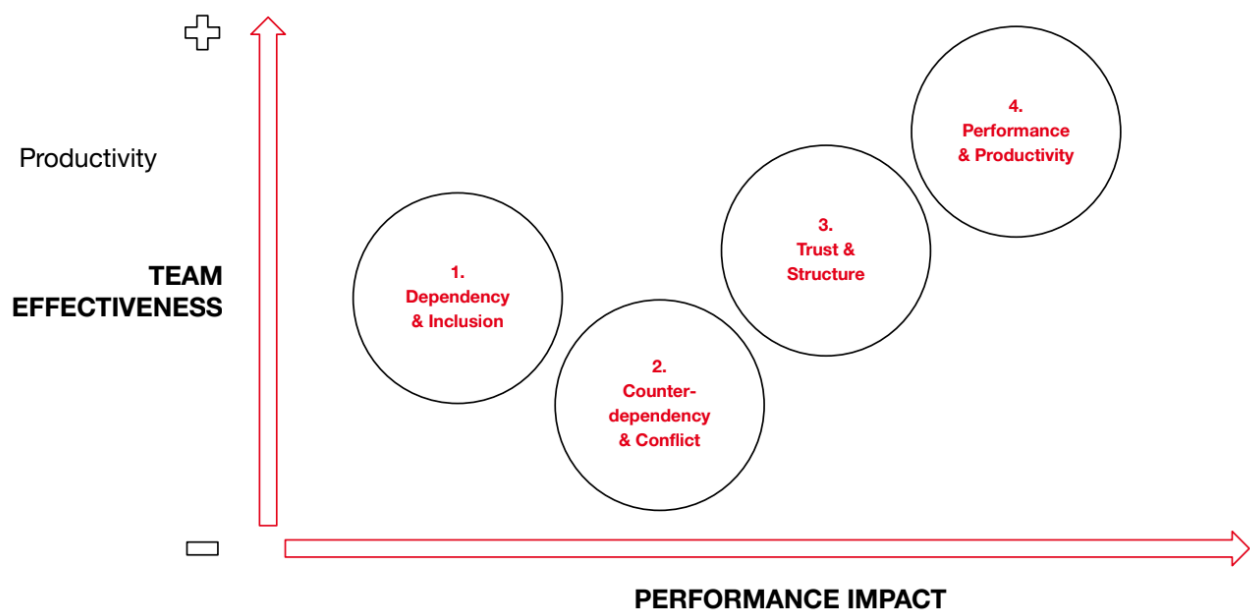 Productivity
TEAM
EFFECTIVENESS
1.
Dependency
& Inclusion
2.
Counter-
dependency
& Conflict
3.
Trust &
Structure
4.
Performance
& Productivity
PERFORMANCE IMPACT